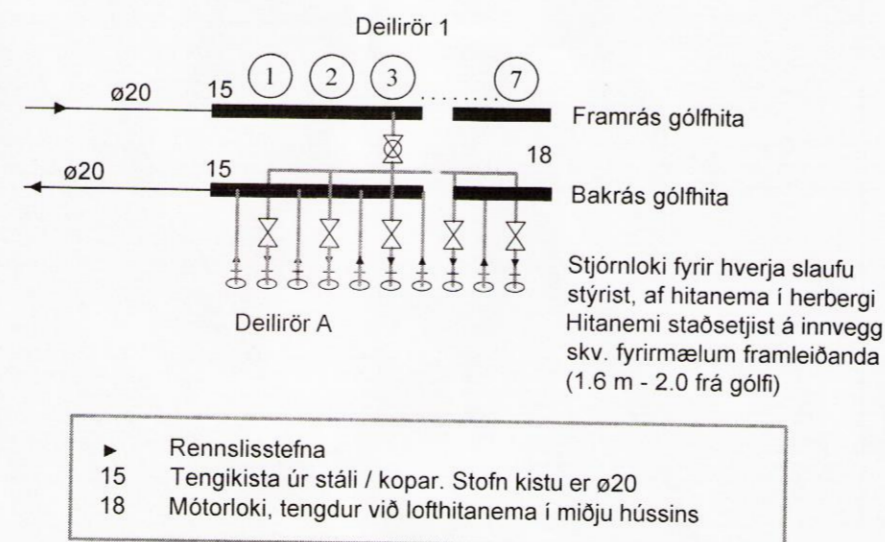 Deilirör 1
1 2 3 7
ø20 15
Framrás gólfhita
18
ø20 15
Bakrás gólfhita
Stjórnloki fyrir hverja slaufu
stýrist, af hitanema í herbergi
Hitanemi staðsetjist á innvegg
skv. fyrirmælum framleiðanda
(1.6 m - 2.0 frá gólfi)
Deilirör A
Rennslisstefna
15 Tengikista úr stáli / kopar. Stofn kistu er ø20
18 Mótorloki, tengdur við lofthitanema í miðju hússins